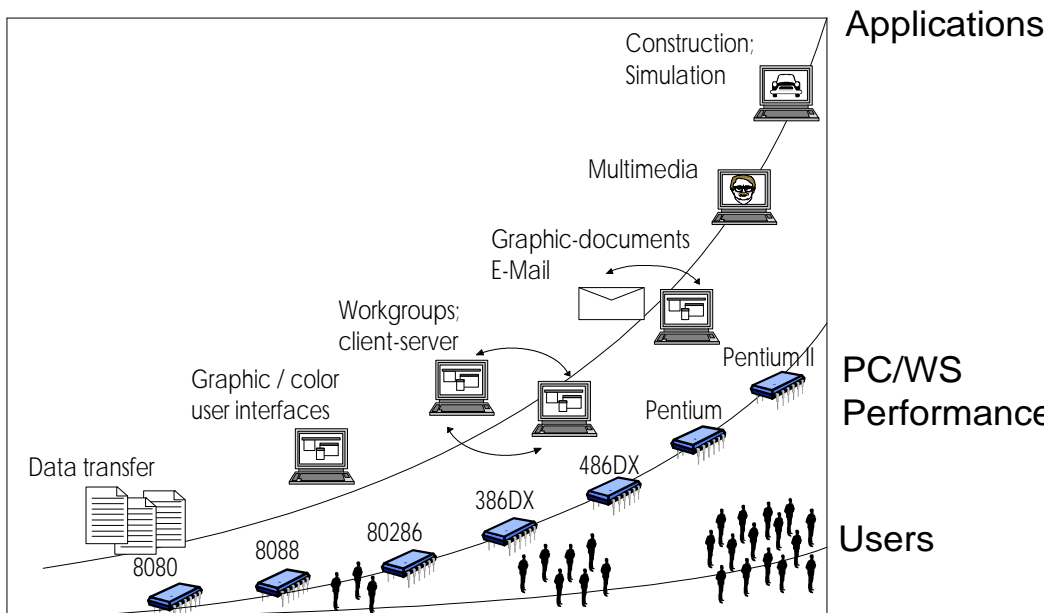 Applications
Construction;
Simulation
Multimedia
Graphic-documents
E-Mail
Workgroups;
client-server
Graphic / color
user interfaces
Data transfer
8080
8088
80286
386DX
486DX
Pentium
Pentium II
PC/WS
Performance
Users